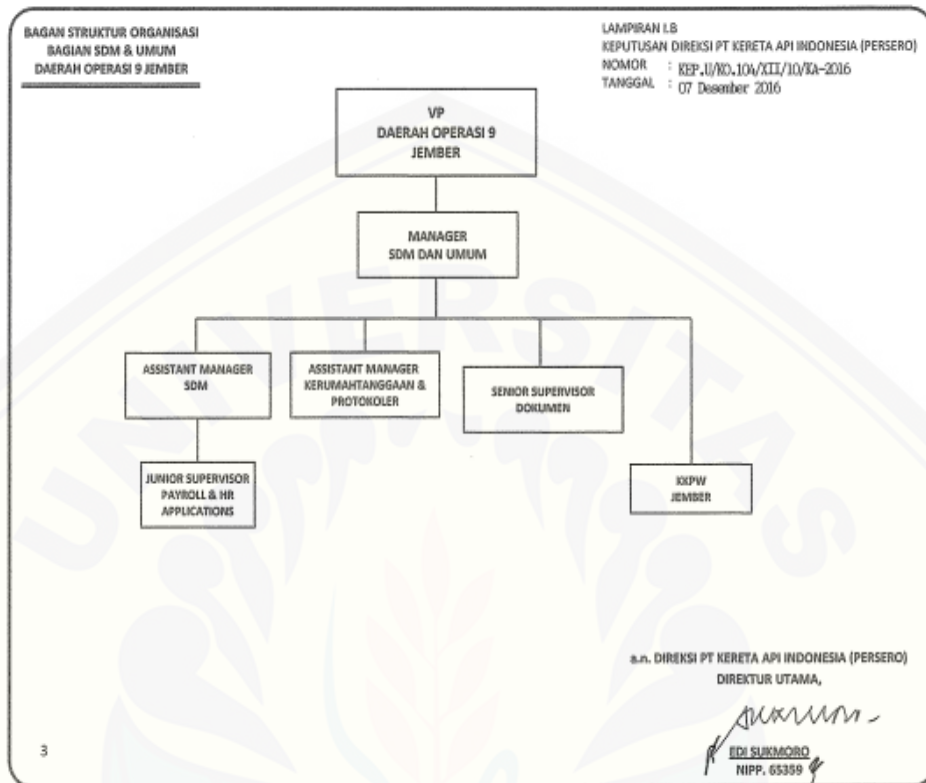 BAGAN STRUKTUR ORGANISASI
BAGIAN SDM & UMUM
DAERAH OPERASI 9 JEMBER
LAMPIRAN I.B
KEPUTUSAN DIREKSI PT KERETA API INDONESIA (PERSERO)
NOMOR : KEP.U/KO.104/XII/10/KA-2016
TANGGAL : 07 Desember 2016
VP
DAERAH OPERASI 9
JEMBER
MANAGER
SDM DAN UMUM
ASSISTANT MANAGER
SDM
ASSISTANT MANAGER
KERUMAHTANGGAAN &
PROTOKOLER
SENIOR SUPERVISOR
DOKUMEN
JUNIOR SUPERVISOR
PAYROLL & HR
APPLICATIONS
KKPW
JEMBER
UNIVERSITAS
a.n. DIREKSI PT KERETA API INDONESIA (PERSERO)
DIREKTUR UTAMA,
EDI SUKMORO
NIPP. 65359
3